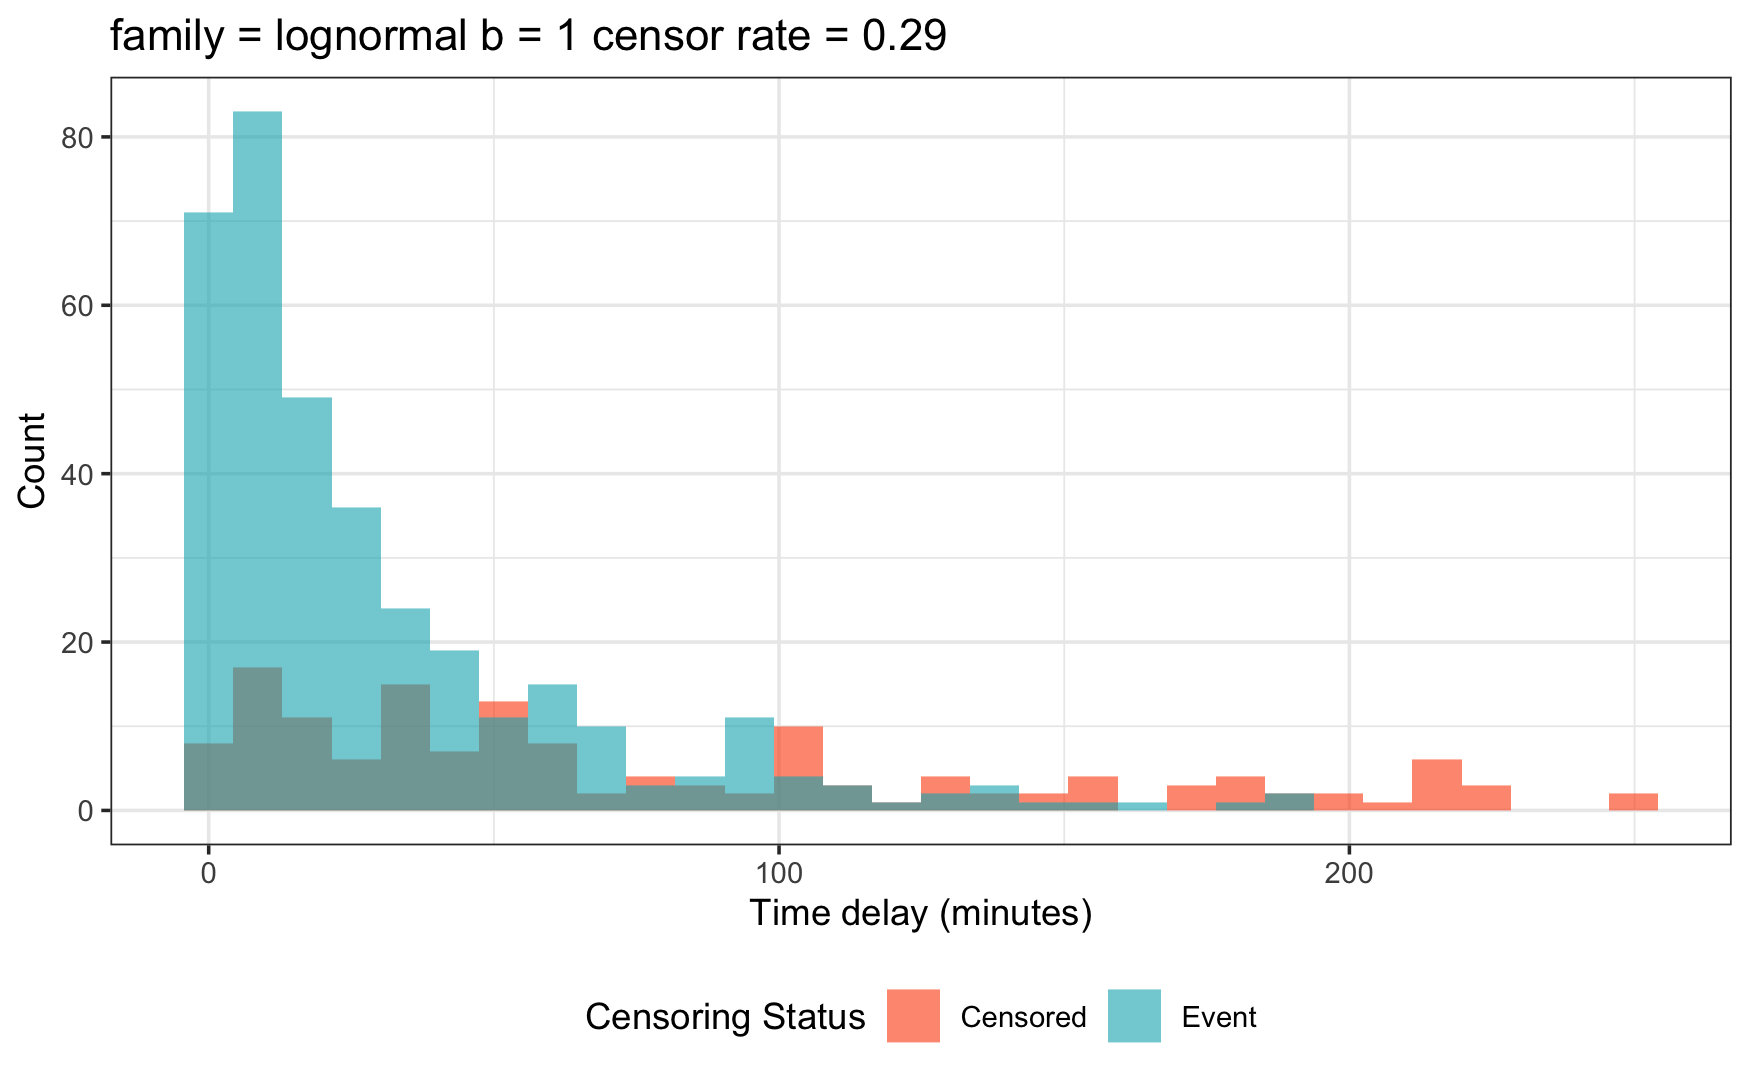 family = lognormal b = 1 censor rate = 0.29
80
60
40
20
0
Count
0 100 200
Time delay (minutes)
Censoring Status Censored Event